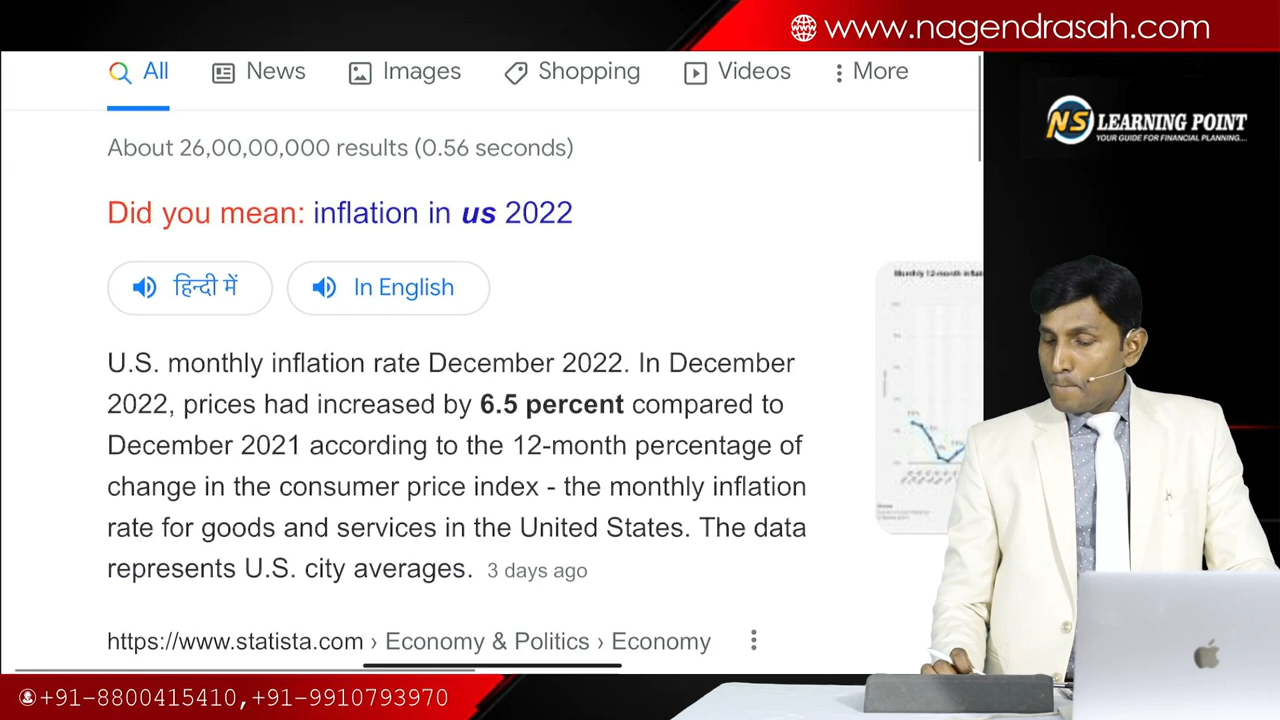 www.nagendrasah.com
All News Images Shopping Videos More
NS LEARNING POINT
YOUR GUIDE FOR FINANCIAL PLANNING....
About 26,00,00,000 results (0.56 seconds)
Did you mean: inflation in us 2022
हिन्दी में In English
Monthly 12-month inflat
U.S. monthly inflation rate December 2022. In December
2022, prices had increased by 6.5 percent compared to
December 2021 according to the 12-month percentage of
change in the consumer price index - the monthly inflation
rate for goods and services in the United States. The data
represents U.S. city averages. 3 days ago
https://www.statista.com › Economy & Politics › Economy
+91-8800415410,+91-9910793970